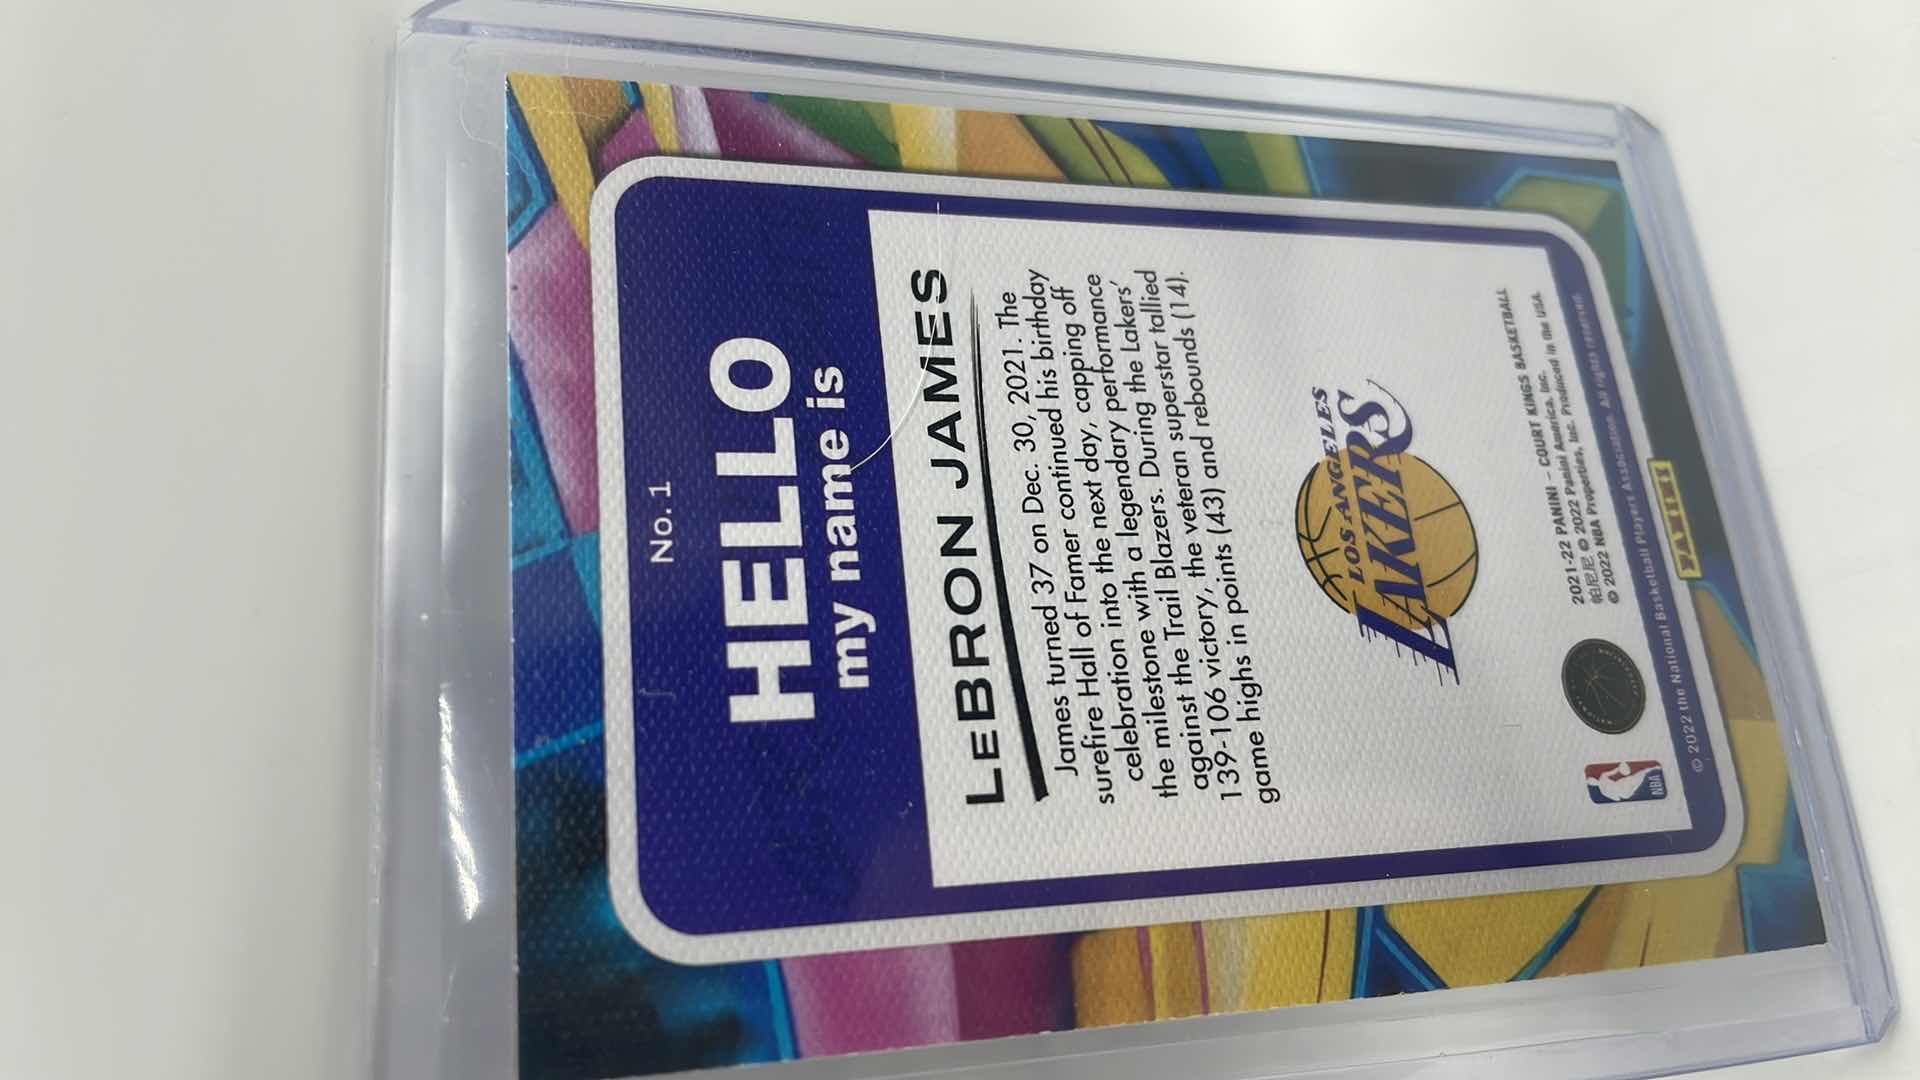 No. 1
HELLO
my name is
LEBRON JAMES
James turned 37 on Dec. 30, 2021. The
surefire Hall of Famer continued his birthday
celebration into the next day, capping off
the milestone with a legendary performance
against the Trail Blazers. During the Lakers'
139-106 victory, the veteran superstar tallied
game highs in points (43) and rebounds (14).
LOS ANGELES
LAKERS
2021-22 PANINI – COURT KINGS BASKETBALL
帕尼尼 © 2022 Panini America, Inc.
© 2022 NBA Properties, Inc. Produced in the USA.
NBA
© 2022 the National Basketball Players Association. All rights reserved.
PANINI